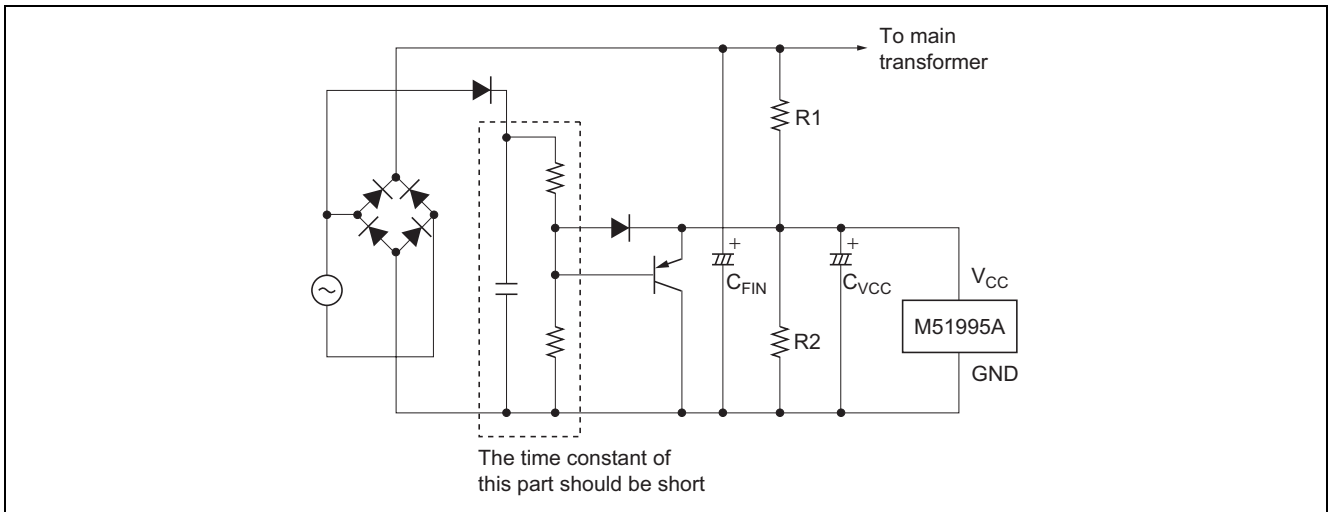 To main
transformer
R1
+
C_FIN
+
C_VCC
V_CC
M51995A
R2
GND
The time constant of
this part should be short